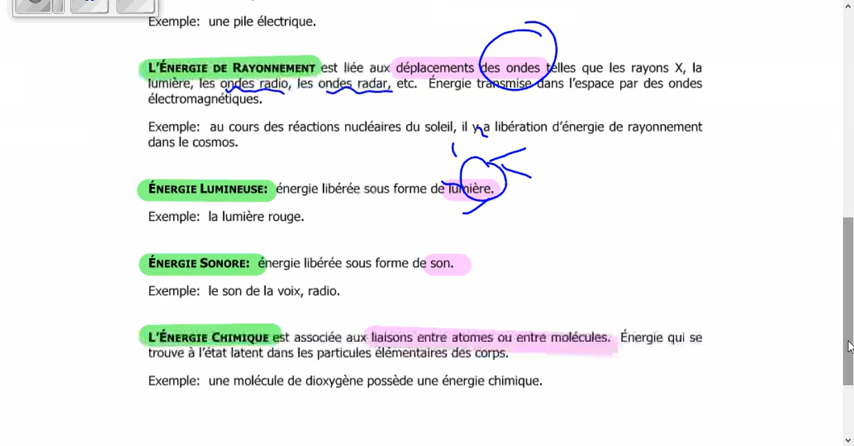 Exemple: une pile électrique.
L'ÉNERGIE DE RAYONNEMENT est liée aux déplacements des ondes telles que les rayons X, la
lumière, les ondes radio, les ondes radar, etc. Énergie transmise dans l'espace par des ondes
électromagnétiques.
Exemple: au cours des réactions nucléaires du soleil, il y a libération d'énergie de rayonnement
dans le cosmos.
ÉNERGIE LUMINEUSE: énergie libérée sous forme de lumière.
Exemple: la lumière rouge.
ÉNERGIE SONORE: énergie libérée sous forme de son.
Exemple: le son de la voix, radio.
L'ÉNERGIE CHIMIQUE est associée aux liaisons entre atomes ou entre molécules. Énergie qui se
trouve à l'état latent dans les particules élémentaires des corps.
Exemple: une molécule de dioxygène possède une énergie chimique.